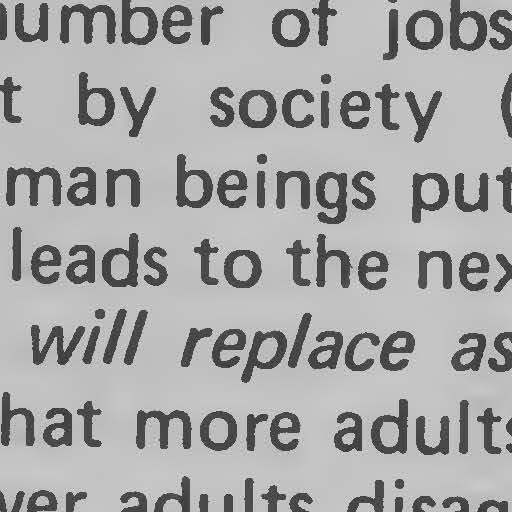 number of jobs
t by society (
man beings put
leads to the nex
will replace as
hat more adults
ver adults disag